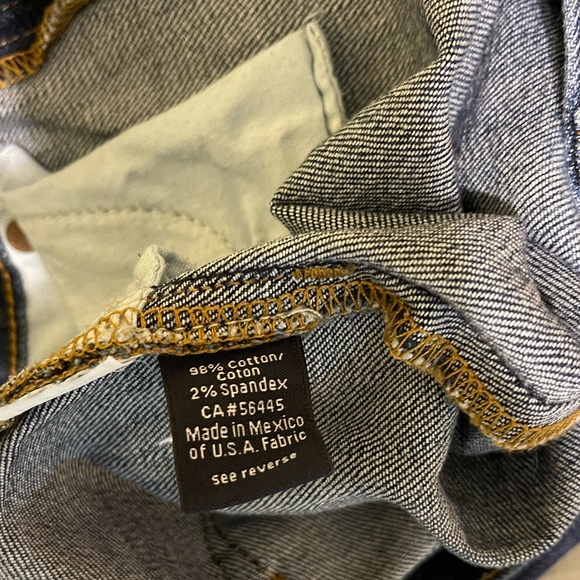 98% Cotton/
Coton
2% Spandex
CA#56445
Made in Mexico
of U.S.A. Fabric
See reverse